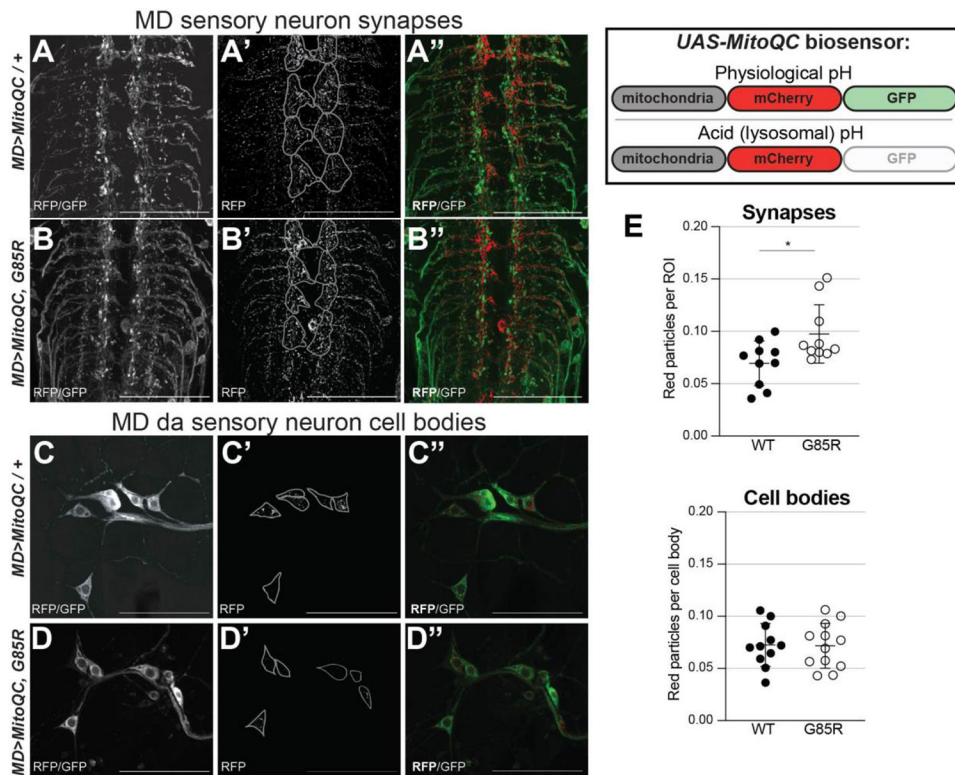 MD sensory neuron synapses
MD>MitoQC / +
A
RFP/GFP
A'
RFP
A"
RFP/GFP
MD>MitoQC, G85R
B
RFP/GFP
B'
RFP
B"
RFP/GFP
MD da sensory neuron cell bodies
MD>MitoQC / +
C
RFP/GFP
C'
RFP
C"
RFP/GFP
MD>MitoQC, G85R
D
RFP/GFP
D'
RFP
D"
RFP/GFP
UAS-MitoQC biosensor:
Physiological pH
mitochondria mCherry GFP
Acid (lysosomal) pH
mitochondria mCherry GFP
E
Synapses
Red particles per ROI
0.20
0.15
0.10
0.05
0.00
*
WT G85R
Cell bodies
Red particles per cell body
0.20
0.15
0.10
0.05
0.00
WT G85R